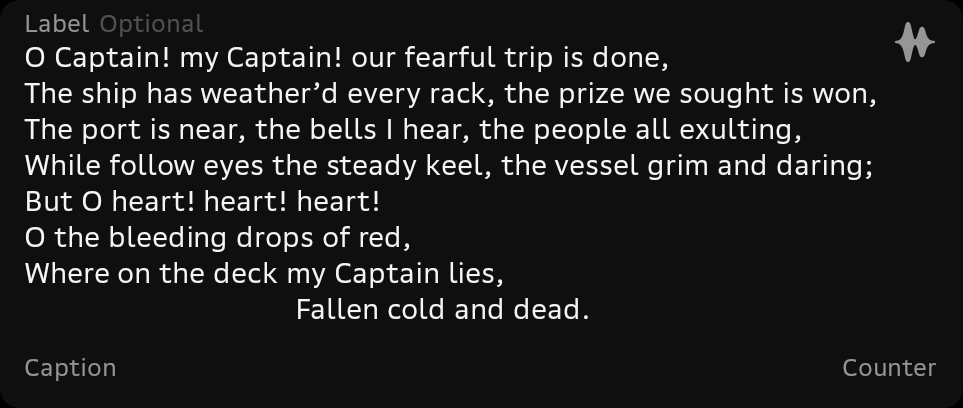 Label Optional
O Captain! my Captain! our fearful trip is done,
The ship has weather’d every rack, the prize we sought is won,
The port is near, the bells I hear, the people all exulting,
While follow eyes the steady keel, the vessel grim and daring;
But O heart! heart! heart!
O the bleeding drops of red,
Where on the deck my Captain lies,
Fallen cold and dead.
Caption Counter